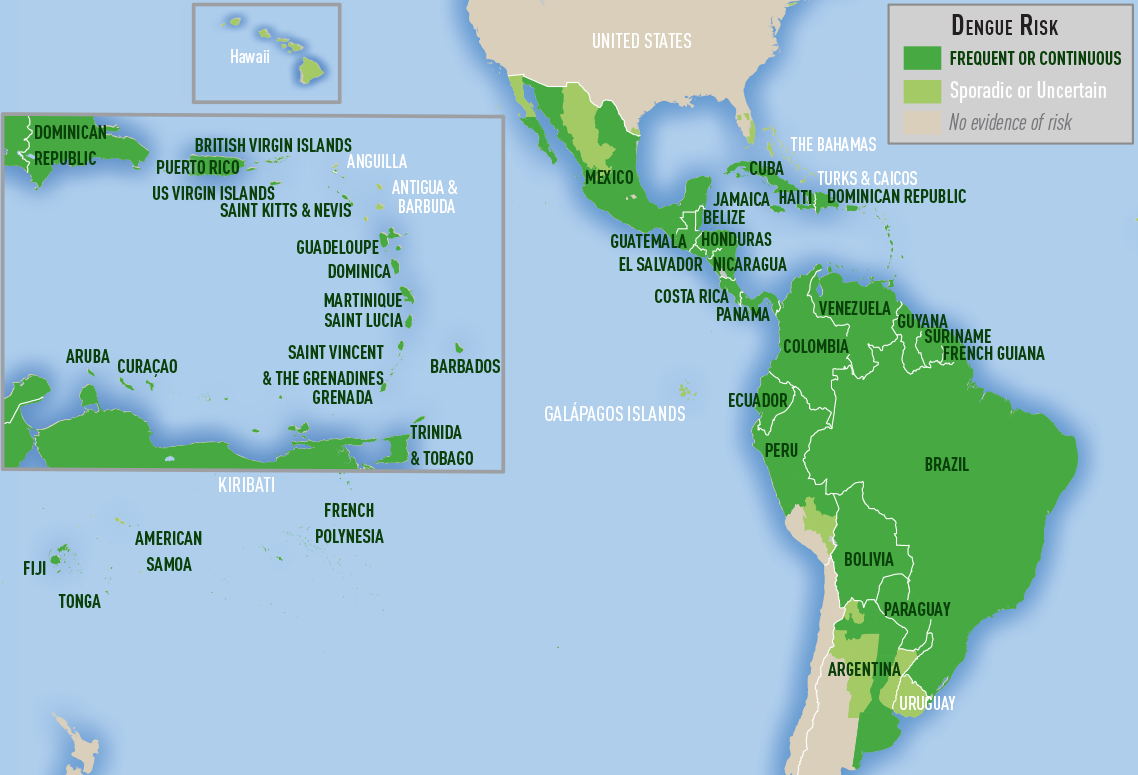 Hawaii
UNITED STATES
DENGUE RISK
FREQUENT OR CONTINUOUS
Sporadic or Uncertain
No evidence of risk
DOMINICAN
REPUBLIC
BRITISH VIRGIN ISLANDS
PUERTO RICO
ANGUILLA
US VIRGIN ISLANDS
ANTIGUA &
BARBUDA
SAINT KITTS & NEVIS
GUADELOUPE
DOMINICA
MARTINIQUE
SAINT LUCIA
SAINT VINCENT
& THE GRENADINES
GRENADA
BARBADOS
ARUBA
CURAÇAO
TRINIDA
& TOBAGO
THE BAHAMAS
CUBA
TURKS & CAICOS
MEXICO
JAMAICA
HAITI
DOMINICAN REPUBLIC
BELIZE
GUATEMALA
HONDURAS
EL SALVADOR
NICARAGUA
COSTA RICA
PANAMA
VENEZUELA
GUYANA
SURINAME
FRENCH GUIANA
COLOMBIA
ECUADOR
GALÁPAGOS ISLANDS
PERU
BRAZIL
KIRIBATI
FRENCH
POLYNESIA
AMERICAN
SAMOA
FIJI
TONGA
BOLIVIA
PARAGUAY
ARGENTINA
URUGUAY